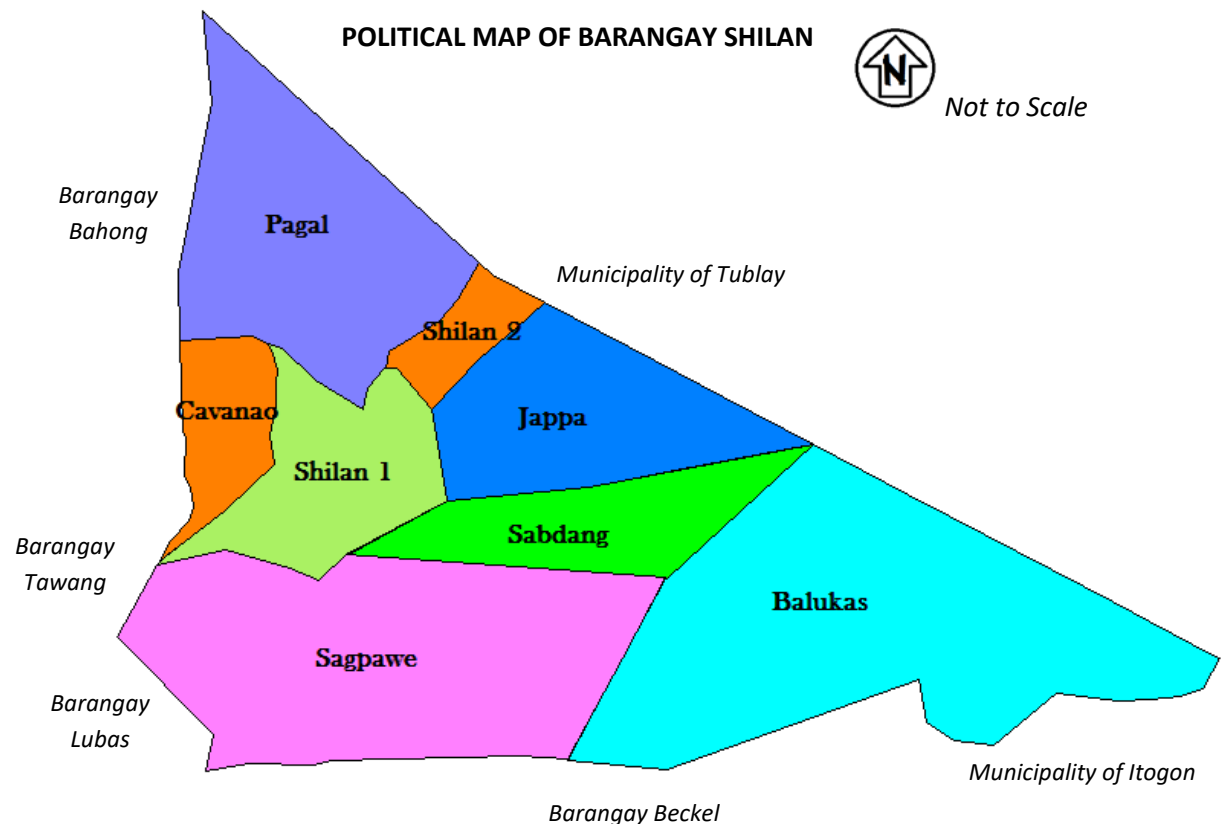 POLITICAL MAP OF BARANGAY SHILAN
N
Not to Scale
Barangay
Bahong
Pagal
Municipality of Tublay
Shilan 2
Cavanao
Jappa
Shilan 1
Sabdang
Barangay
Tawang
Balukas
Sagpawe
Barangay
Lubas
Municipality of Itogon
Barangay Beckel